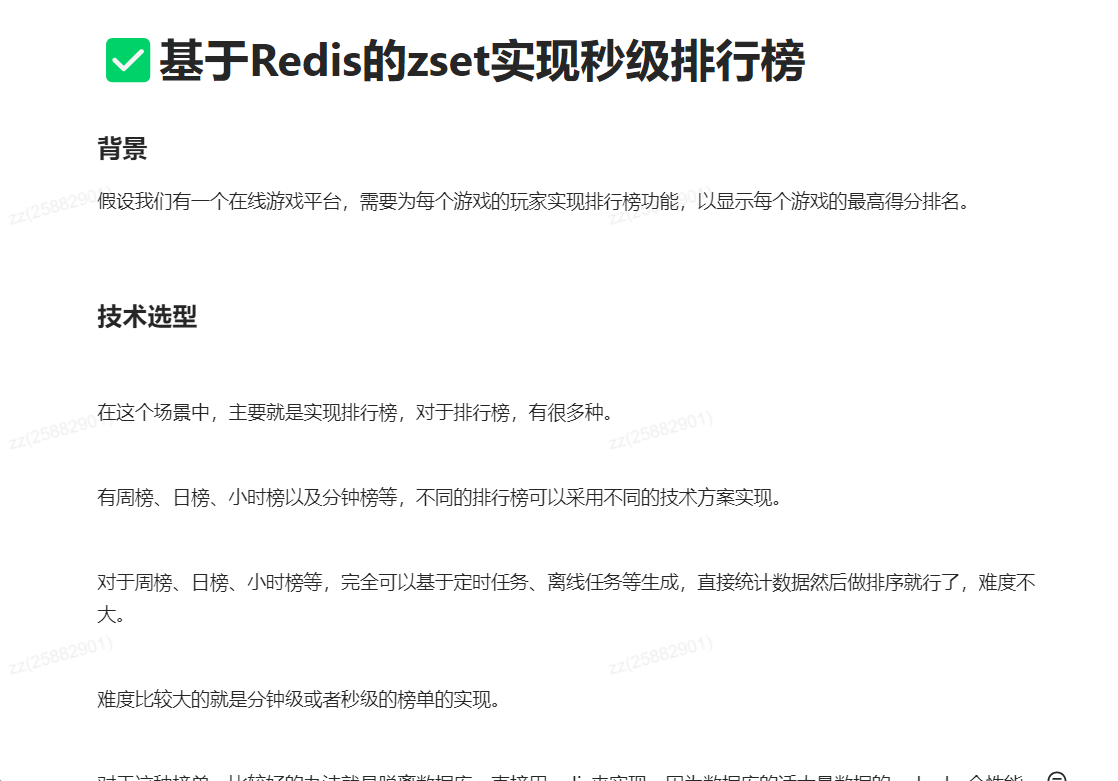 ✅基于Redis的zset实现秒级排行榜
背景
假设我们有一个在线游戏平台，需要为每个游戏的玩家实现排行榜功能，以显示每个游戏的最高得分排名。
技术选型
在这个场景中，主要就是实现排行榜，对于排行榜，有很多种。
有周榜、日榜、小时榜以及分钟榜等，不同的排行榜可以采用不同的技术方案实现。
对于周榜、日榜、小时榜等，完全可以基于定时任务、离线任务等生成，直接统计数据然后做排序就行了，难度不
大。
难度比较大的就是分钟级或者秒级的榜单的实现。
zz(25882901)
zz(25882901)
zz(25882901)
zz(25882901)
zz(25882901)
zz(25882901)